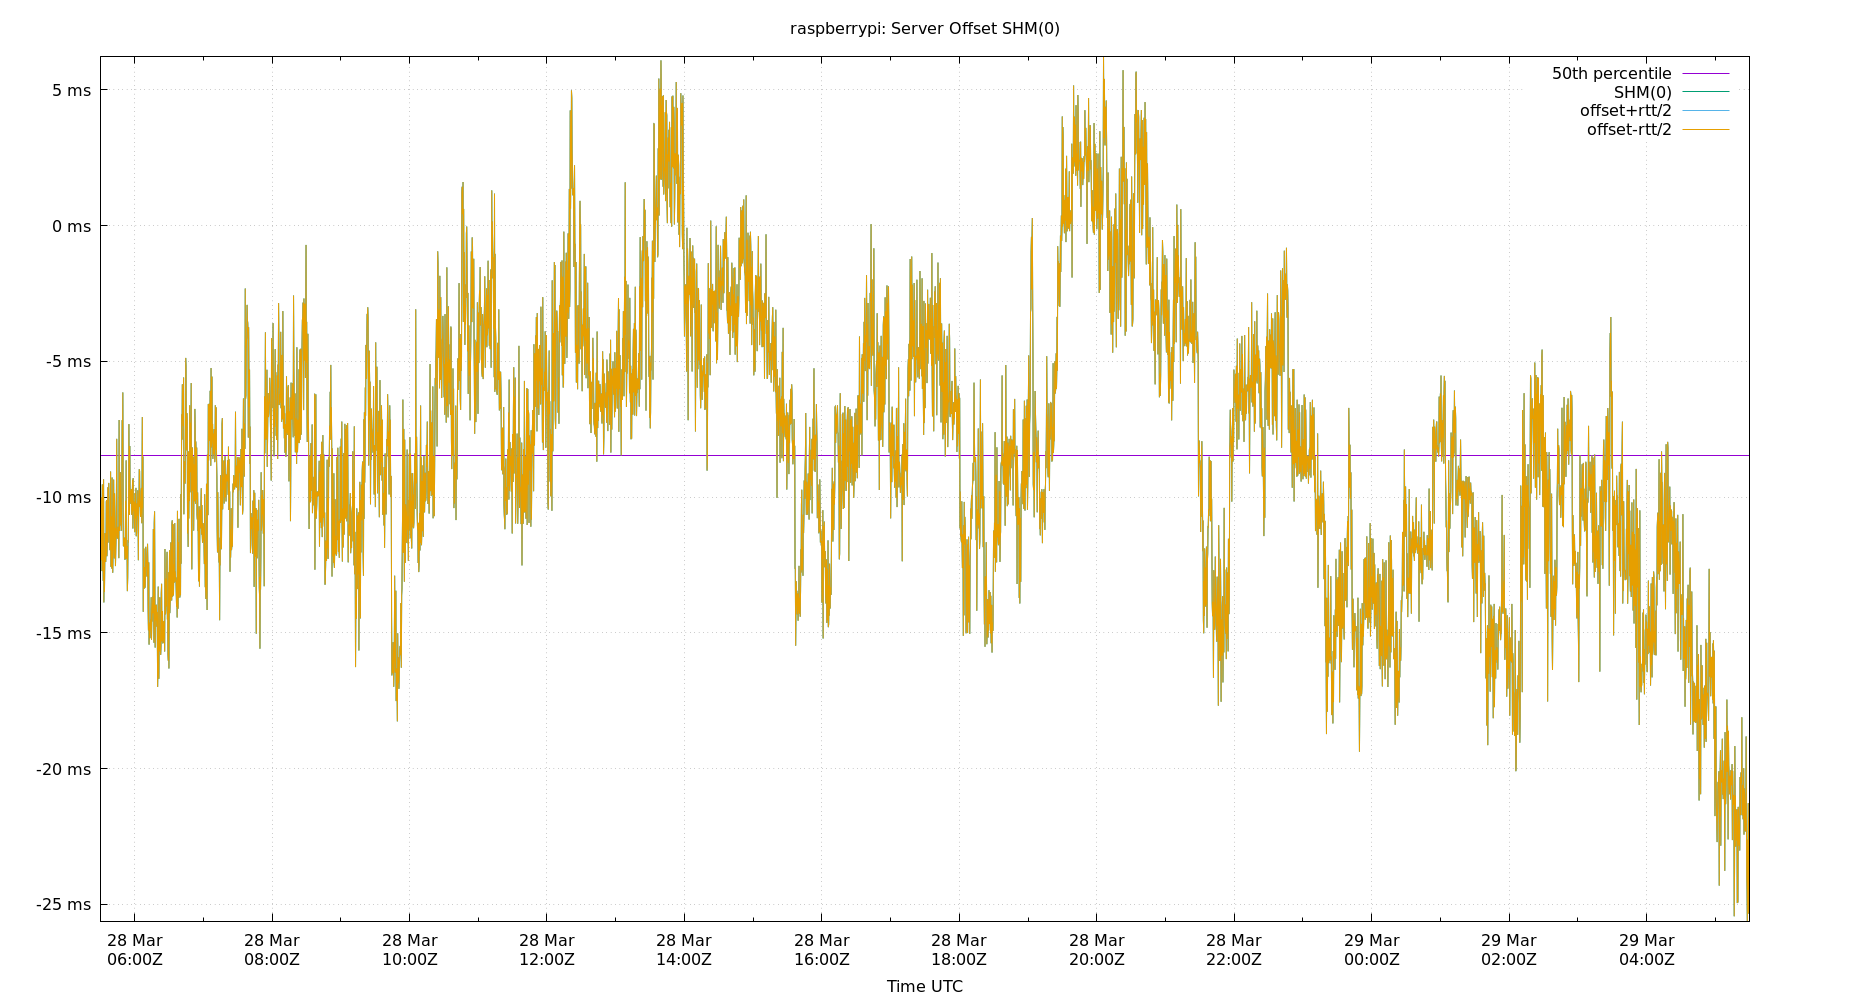 raspberrypi: Server Offset SHM(0)
50th percentile
SHM(0)
offset+rtt/2
offset-rtt/2
5 ms
0 ms
-5 ms
-10 ms
-15 ms
-20 ms
-25 ms
28 Mar 28 Mar 28 Mar 28 Mar 28 Mar 28 Mar 28 Mar 28 Mar 28 Mar 29 Mar 29 Mar 29 Mar
06:00Z 08:00Z 10:00Z 12:00Z 14:00Z 16:00Z 18:00Z 20:00Z 22:00Z 00:00Z 02:00Z 04:00Z
Time UTC